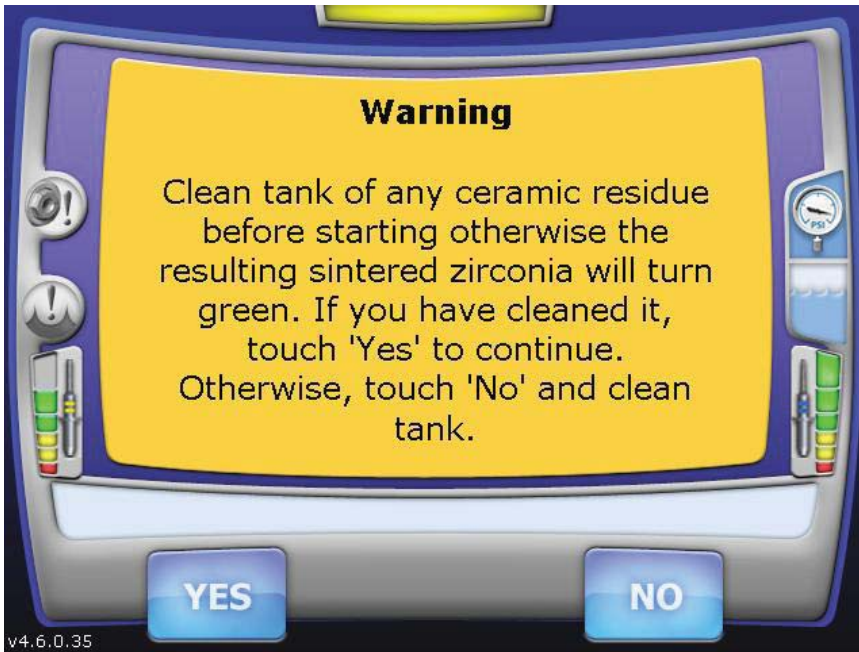 Warning
Clean tank of any ceramic residue
before starting otherwise the
resulting sintered zirconia will turn
green. If you have cleaned it,
touch 'Yes' to continue.
Otherwise, touch 'No' and clean
tank.
PSI
YES
NO
v4.6.0.35